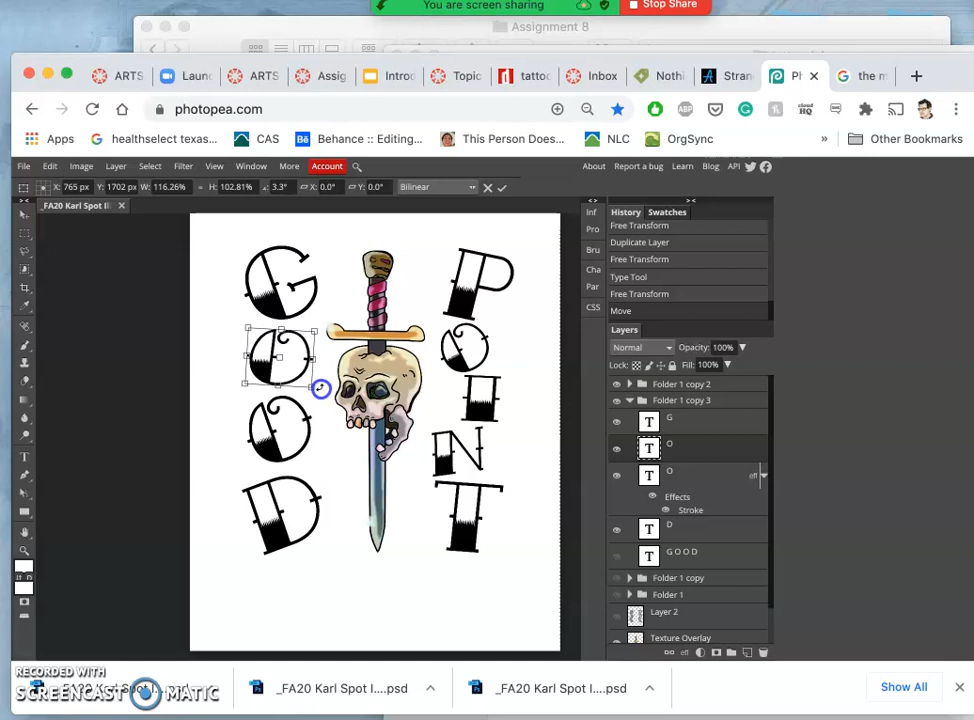 You are screen sharing
Stop Share
Assignment 8
ARTS
Laun
ARTS
Assig
Introd
Topic
tattoo
Inbox
Nothi
Stran
Ph
the m
photopea.com
Apps
healthselect texas...
CAS
Behance :: Editing...
This Person Does...
NLC
OrgSync
»
Other Bookmarks
File Edit Image Layer Select Filter View Window More Account
About Report a bug Learn Blog API
X: 765 px Y: 1702 px W: 116.26% H: 102.81% 3.3° X: 0.0° Y: 0.0° Bilinear
_FA20 Karl Spot Il
Inf
Pro
Bru
Cha
Par
CSS
History Swatches
Free Transform
Duplicate Layer
Free Transform
Type Tool
Free Transform
Move
Layers
Normal Opacity: 100%
Lock: Fill: 100%
Folder 1 copy 2
Folder 1 copy 3
T G
T O
T O eff
Effects
Stroke
T D
T G O O D
Folder 1 copy
Folder 1
Layer 2
Texture Overlay
eff
G
O
O
D
P
O
I
N
T
RECORDED WITH
SCREENCAST MATIC
_FA20 Karl Spot I....psd
_FA20 Karl Spot I....psd
Show All